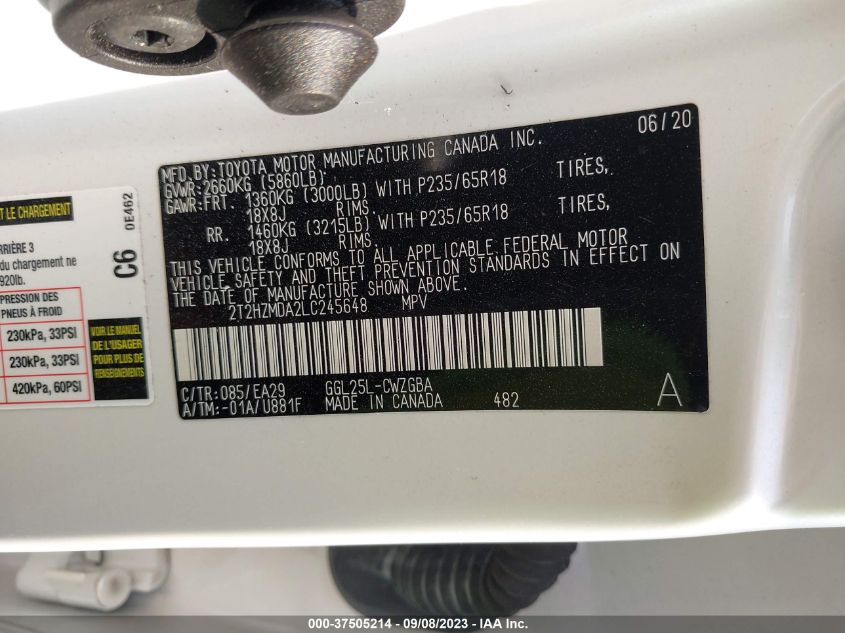 06/20
MFD. BY: TOYOTA MOTOR MANUFACTURING CANADA INC.
GVWR: 2660KG (5860LB)
GAWR: FRT. 1360KG (3000LB) WITH P235/65R18 TIRES,
18X8J RIMS.
RR. 1460KG (3215LB) WITH P235/65R18 TIRES,
18X8J RIMS.
THIS VEHICLE CONFORMS TO ALL APPLICABLE FEDERAL MOTOR
VEHICLE SAFETY AND THEFT PREVENTION STANDARDS IN EFFECT ON
THE DATE OF MANUFACTURE SHOWN ABOVE.
2T2HZMDA2LC245648 MPV
C/TR: 085/EA29 GGL25L-CWZGBA
A/TM: -01A/U881F MADE IN CANADA 482 A
T LE CHARGEMENT
RRIÈRE 3
du chargement ne
920lb.
PRESSION DES
PNEUS À FROID
230kPa, 33PSI
230kPa, 33PSI
420kPa, 60PSI
VOIR LE MANUEL
DE L'USAGER
POUR PLUS DE
RENSEIGNEMENTS
C6 0E462
000-37505214 - 09/08/2023 - IAA Inc.